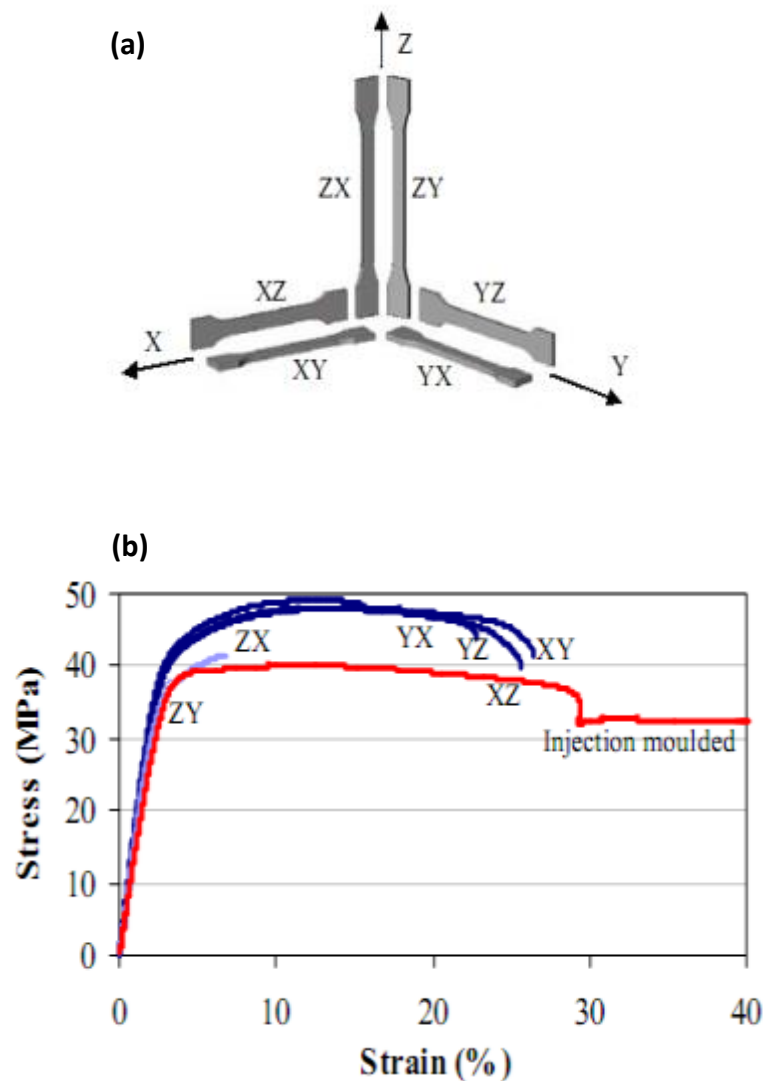 (a)
Z
ZX
ZY
XZ
YZ
X
XY
YX
Y
(b)
50
40
30
20
10
0
Stress (MPa)
ZX
ZY
YX
YZ
XY
XZ
Injection moulded
0 10 20 30 40
Strain (%)